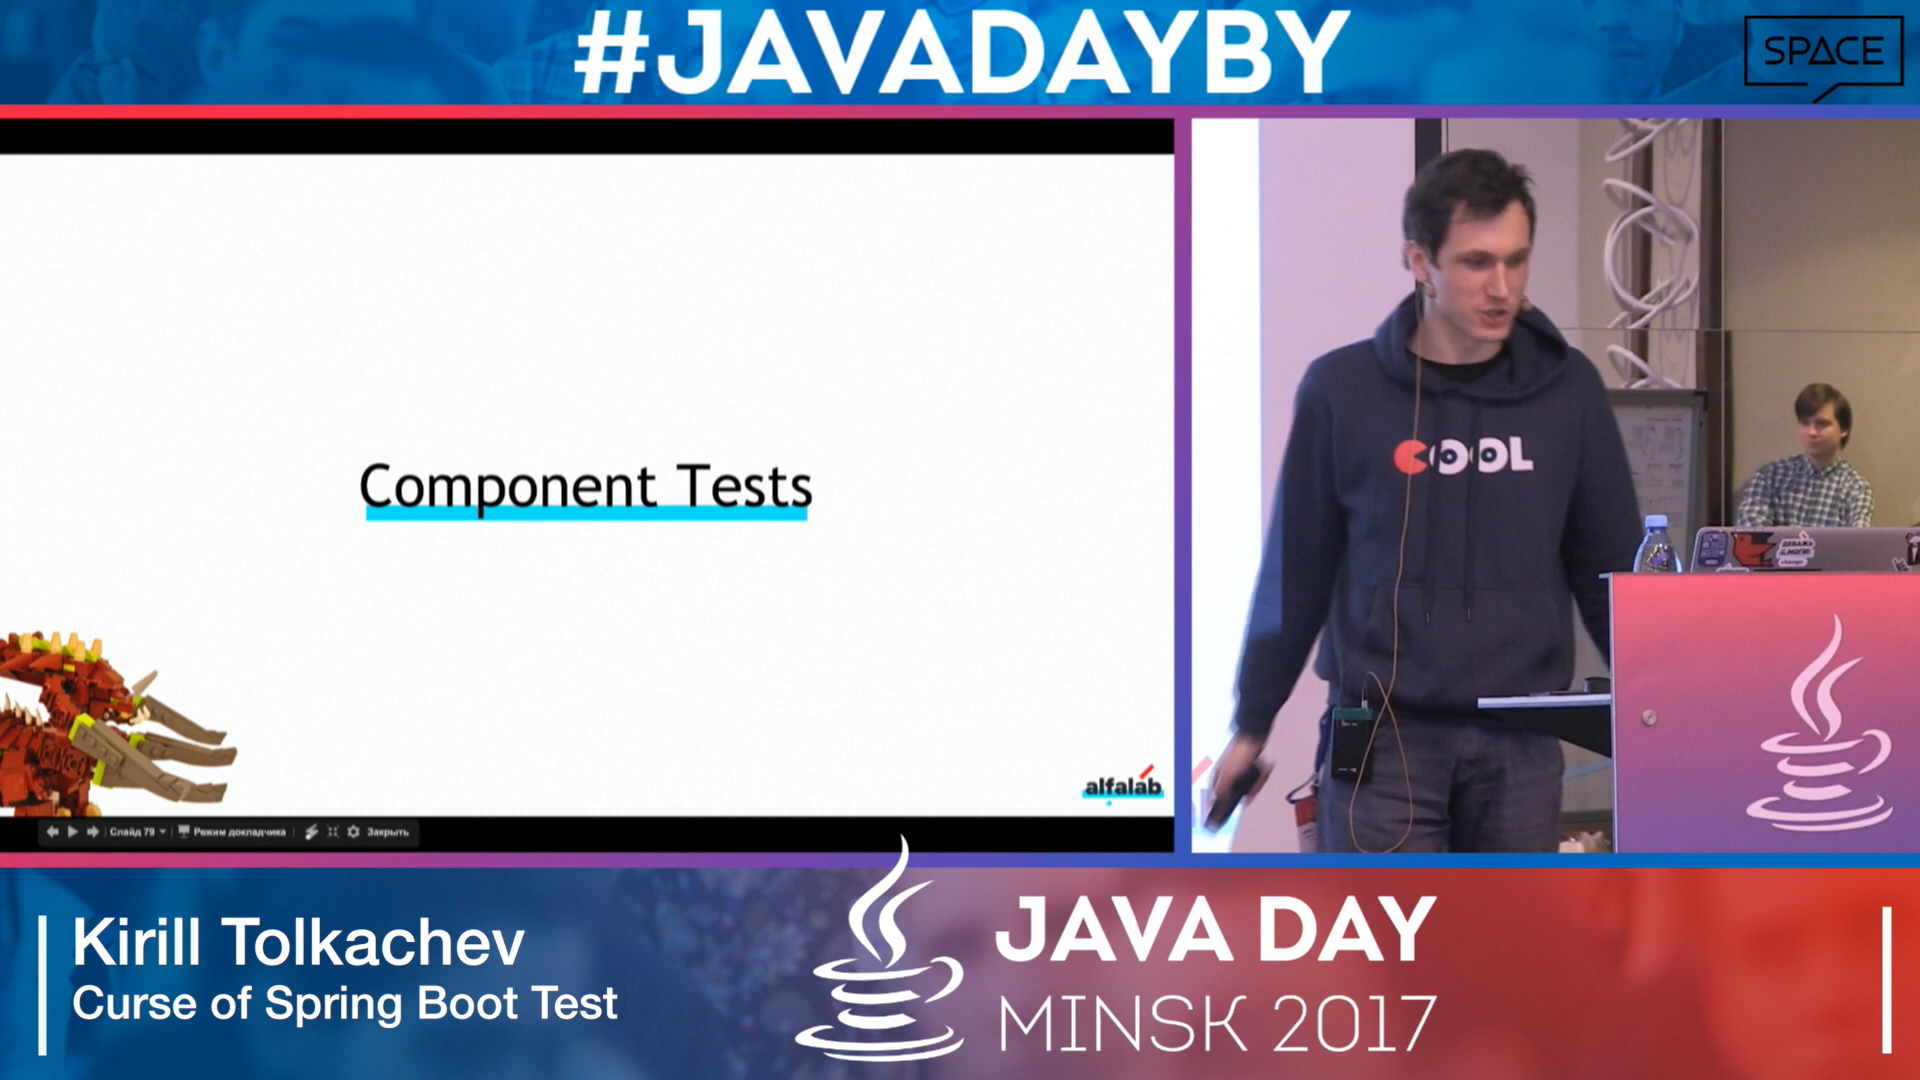 #JAVADAYBY
SPACE
Component Tests
alfalab
Слайд 79
Режим докладчика
Закрыть
COOL
Kirill Tolkachev
Curse of Spring Boot Test
JAVA DAY
MINSK 2017